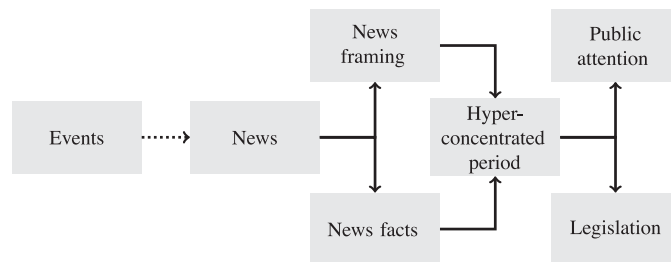 News
framing
Public
attention
Events
News
Hyper-
concentrated
period
News facts
Legislation